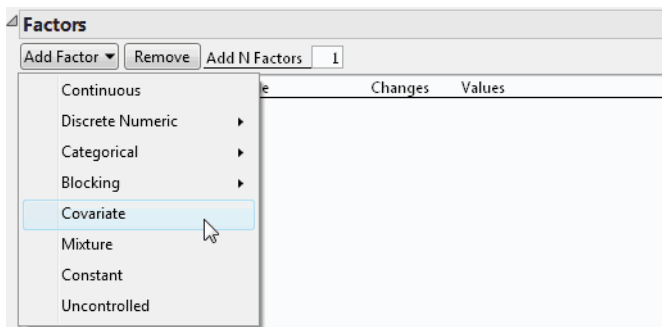 Factors
Add Factor Remove Add N Factors 1
Changes Values
Continuous
Discrete Numeric
Categorical
Blocking
Covariate
Mixture
Constant
Uncontrolled